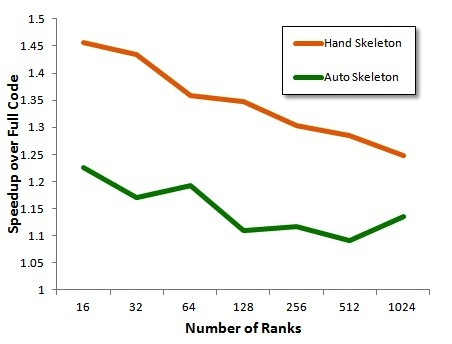 Speedup over Full Code
1.5
1.45
1.4
1.35
1.3
1.25
1.2
1.15
1.1
1.05
1
Hand Skeleton
Auto Skeleton
16 32 64 128 256 512 1024
Number of Ranks